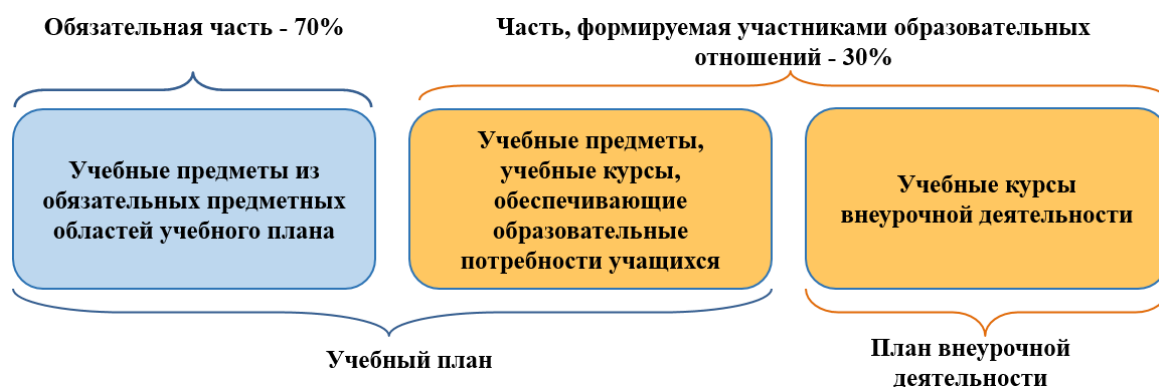 Обязательная часть - 70%
Часть, формируемая участниками образовательных
отношений - 30%
Учебные предметы из
обязательных предметных
областей учебного плана
Учебные предметы,
учебные курсы,
обеспечивающие
образовательные
потребности учащихся
Учебные курсы
внеурочной деятельности
Учебный план
План внеурочной
деятельности